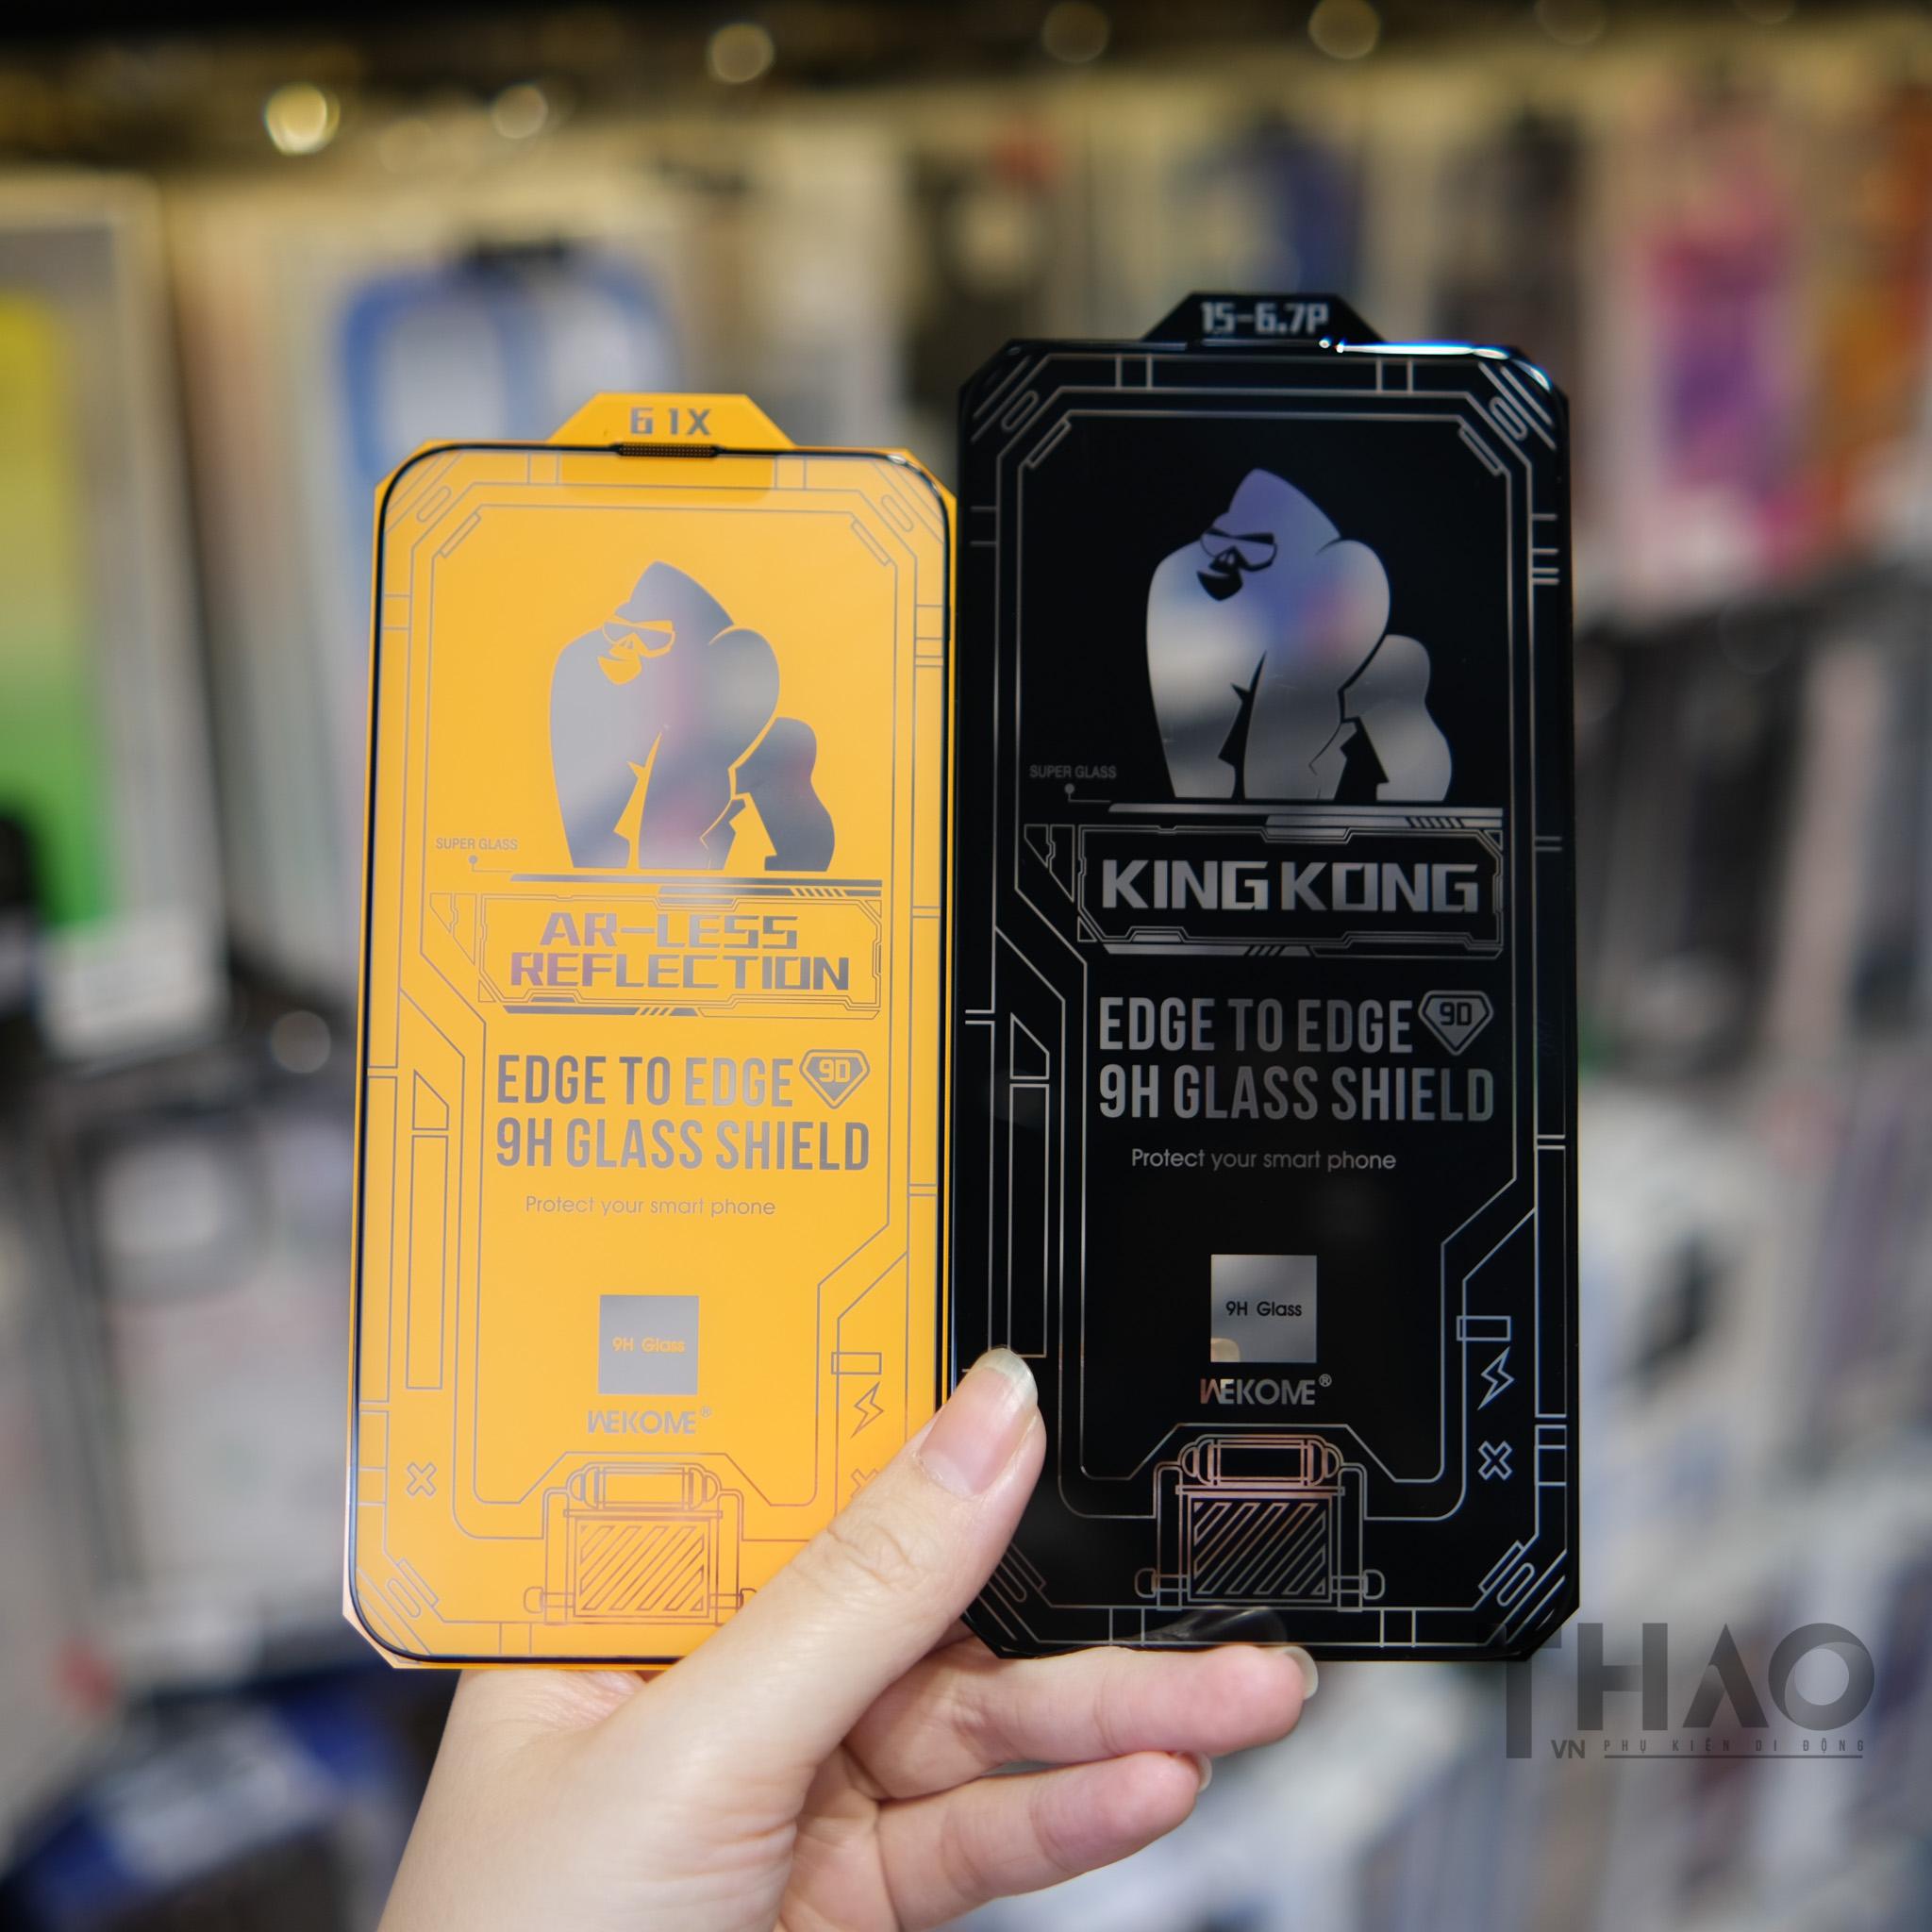 6 1X
SUPER GLASS
AR-LESS
REFLECTION
EDGE TO EDGE 9D
9H GLASS SHIELD
Protect your smart phone
9H Glass
WEKOME®
15-6.7P
SUPER GLASS
KING KONG
EDGE TO EDGE 9D
9H GLASS SHIELD
Protect your smart phone
9H Glass
WEKOME®
THAO
VN PHỤ KIỆN DI ĐỘNG